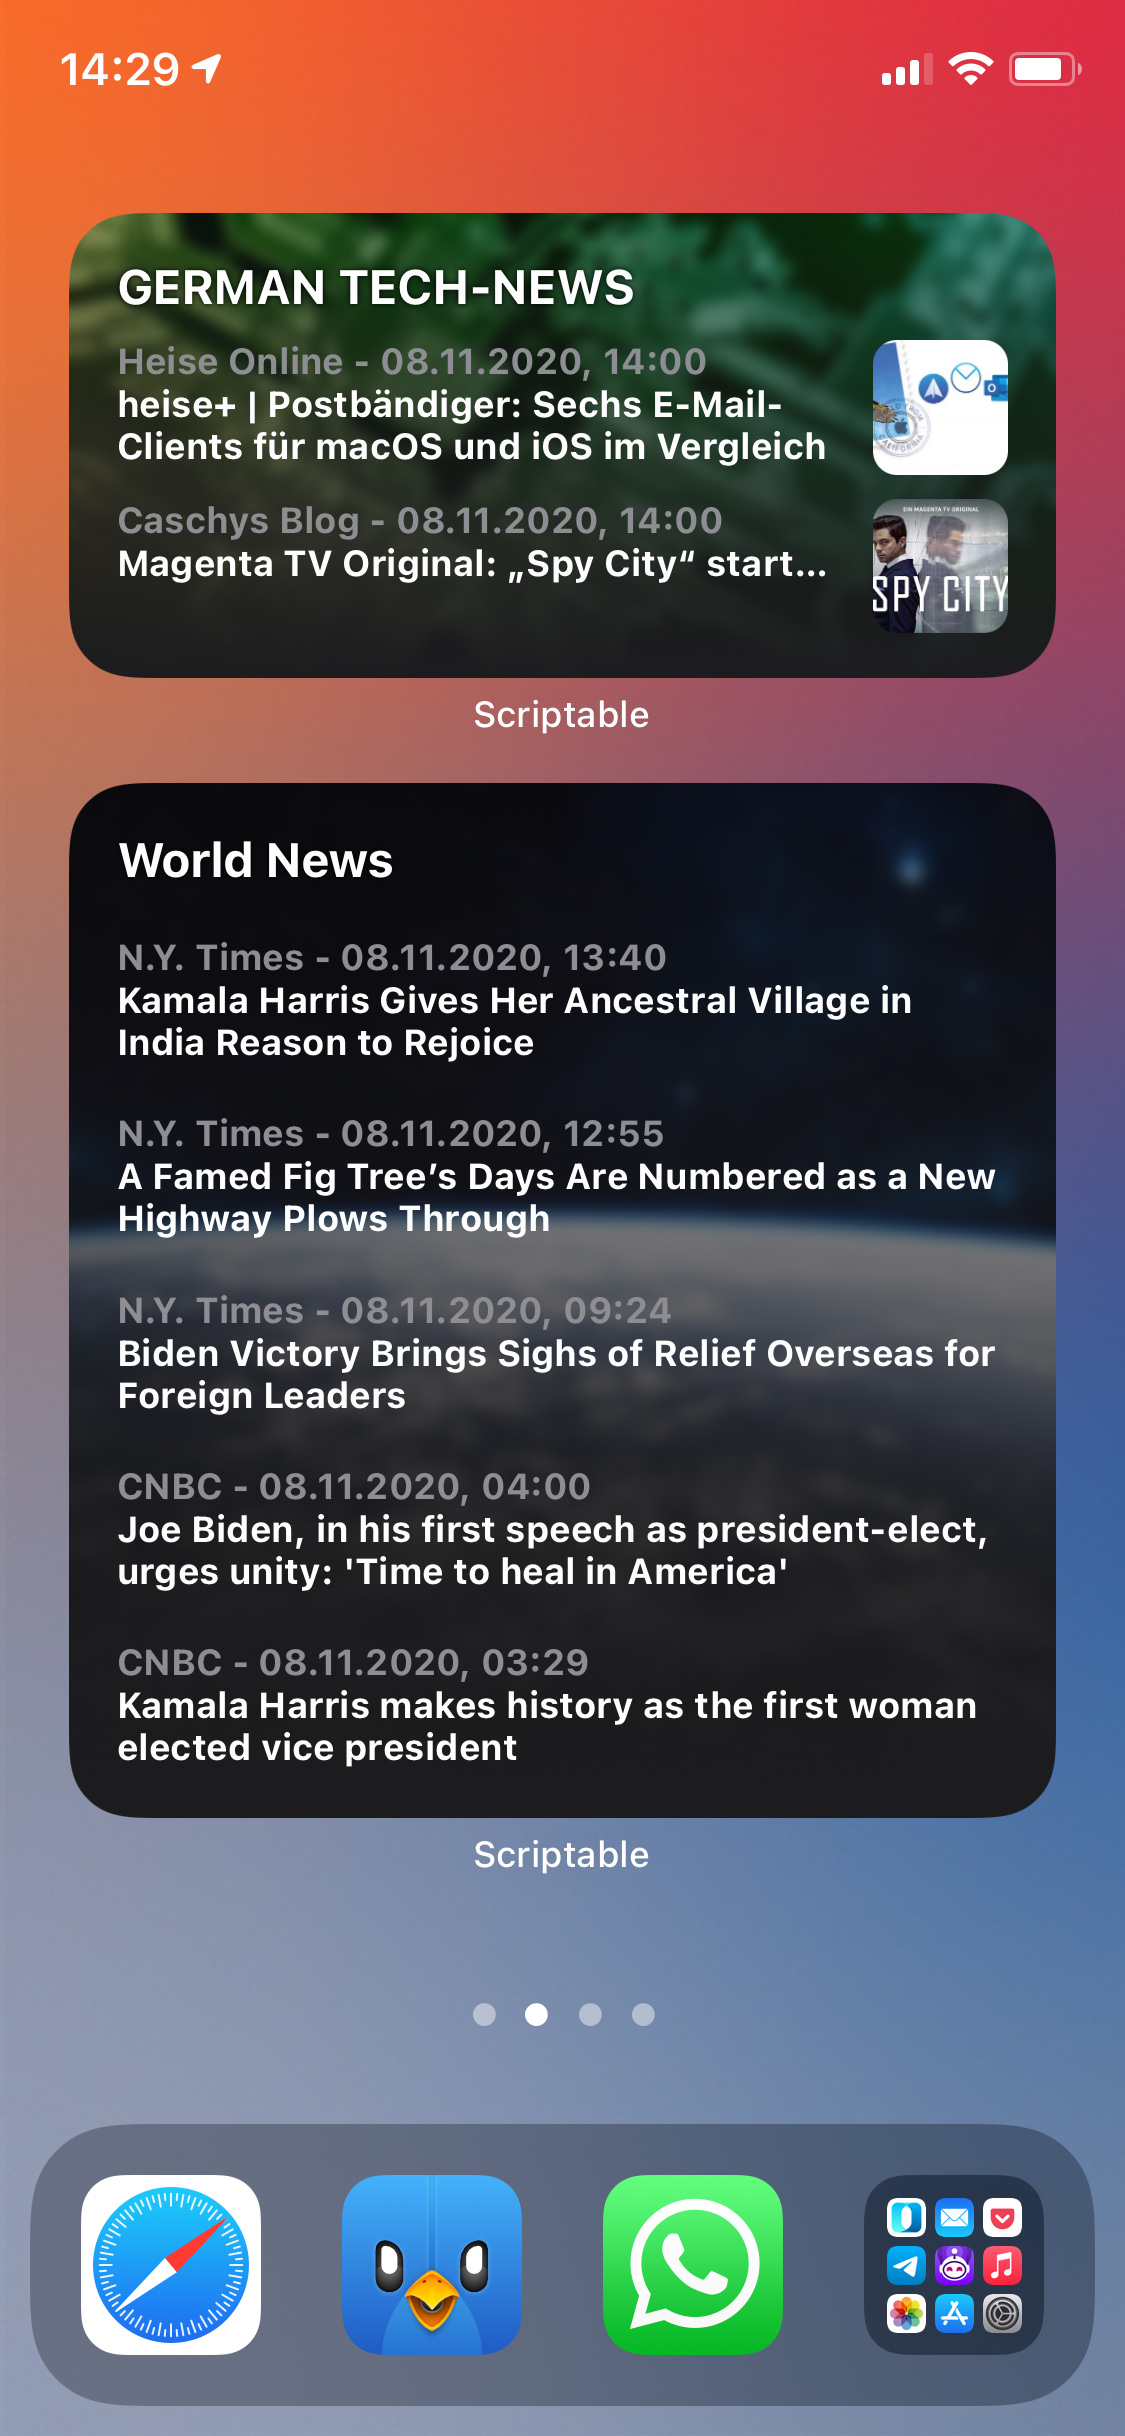 14:29
GERMAN TECH-NEWS
Heise Online - 08.11.2020, 14:00
heise+ | Postbändiger: Sechs E-Mail-
Clients für macOS und iOS im Vergleich
Caschys Blog - 08.11.2020, 14:00
Magenta TV Original: „Spy City“ start...
EIN MAGENTA TV ORIGINAL
SPY CITY
Scriptable
World News
N.Y. Times - 08.11.2020, 13:40
Kamala Harris Gives Her Ancestral Village in
India Reason to Rejoice
N.Y. Times - 08.11.2020, 12:55
A Famed Fig Tree’s Days Are Numbered as a New
Highway Plows Through
N.Y. Times - 08.11.2020, 09:24
Biden Victory Brings Sighs of Relief Overseas for
Foreign Leaders
CNBC - 08.11.2020, 04:00
Joe Biden, in his first speech as president-elect,
urges unity: 'Time to heal in America'
CNBC - 08.11.2020, 03:29
Kamala Harris makes history as the first woman
elected vice president
Scriptable